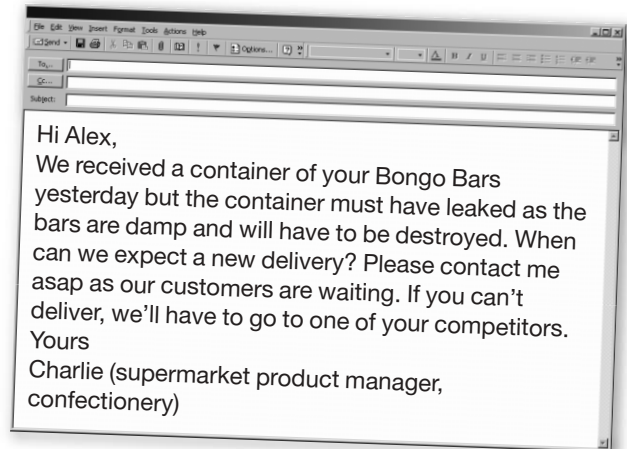 File Edit View Insert Format Tools Actions Help
Send Options...
To...
Cc...
Subject:
Hi Alex,
We received a container of your Bongo Bars
yesterday but the container must have leaked as the
bars are damp and will have to be destroyed. When
can we expect a new delivery? Please contact me
asap as our customers are waiting. If you can't
deliver, we'll have to go to one of your competitors.
Yours
Charlie (supermarket product manager,
confectionery)